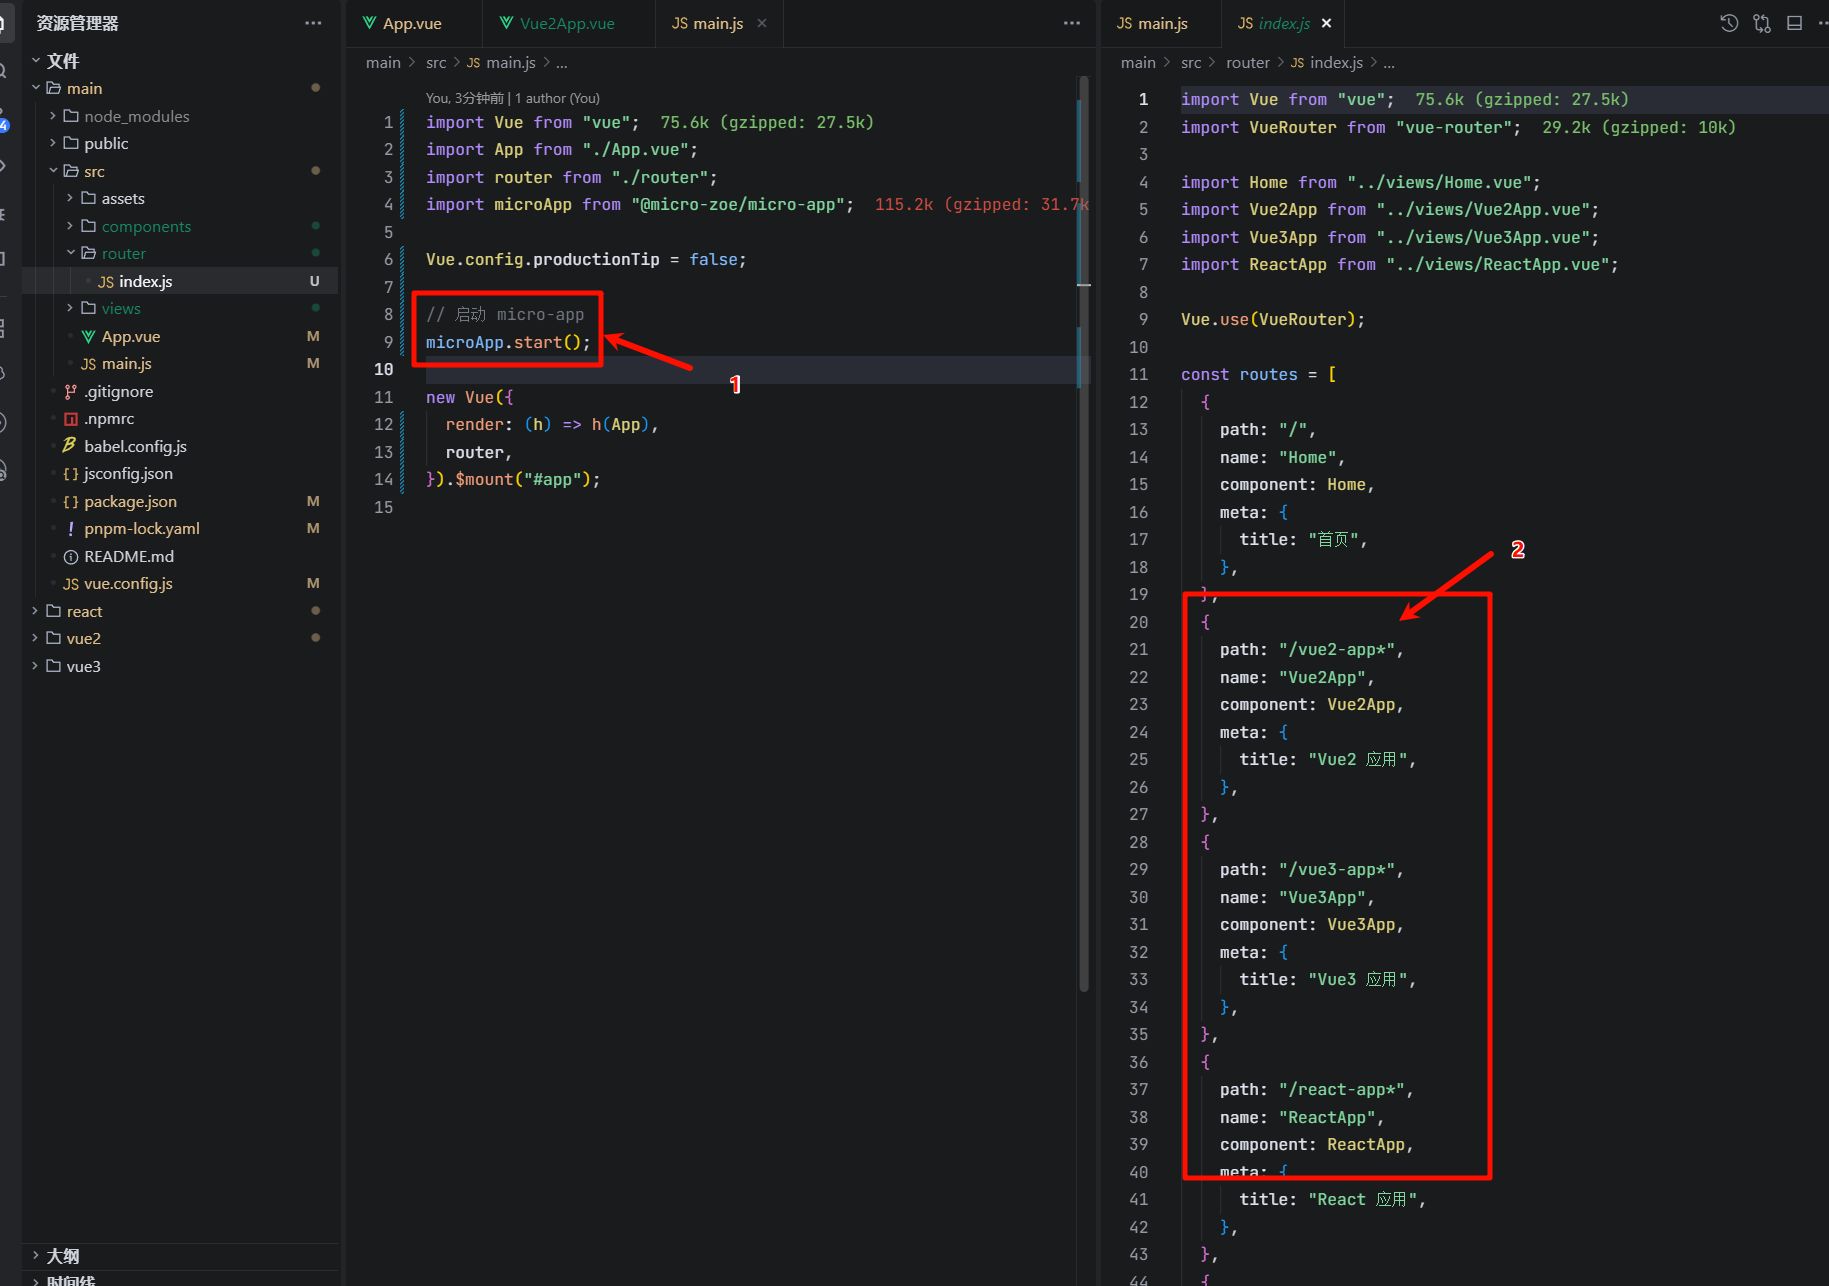 资源管理器
文件
main
node_modules
public
src
assets
components
router
JS index.js U
views
App.vue M
JS main.js M
.gitignore
.npmrc
babel.config.js
{} jsconfig.json
{} package.json M
! pnpm-lock.yaml M
README.md
JS vue.config.js M
react
vue2
vue3
大纲
时间线
App.vue Vue2App.vue JS main.js
main > src > JS main.js > ...
You, 3分钟前 | 1 author (You)
1 import Vue from "vue"; 75.6k (gzipped: 27.5k)
2 import App from "./App.vue";
3 import router from "./router";
4 import microApp from "@micro-zoe/micro-app"; 115.2k (gzipped: 31.7k
5
6 Vue.config.productionTip = false;
7
8 // 启动 micro-app
9 microApp.start();
10
11 new Vue({
12 render: (h) => h(App),
13 router,
14 }).$mount("#app");
15
1
JS main.js JS index.js
main > src > router > JS index.js > ...
1 import Vue from "vue"; 75.6k (gzipped: 27.5k)
2 import VueRouter from "vue-router"; 29.2k (gzipped: 10k)
3
4 import Home from "../views/Home.vue";
5 import Vue2App from "../views/Vue2App.vue";
6 import Vue3App from "../views/Vue3App.vue";
7 import ReactApp from "../views/ReactApp.vue";
8
9 Vue.use(VueRouter);
10
11 const routes = [
12 {
13 path: "/",
14 name: "Home",
15 component: Home,
16 meta: {
17 title: "首页",
18 },
19 },
20 {
21 path: "/vue2-app*",
22 name: "Vue2App",
23 component: Vue2App,
24 meta: {
25 title: "Vue2 应用",
26 },
27 },
28 {
29 path: "/vue3-app*",
30 name: "Vue3App",
31 component: Vue3App,
32 meta: {
33 title: "Vue3 应用",
34 },
35 },
36 {
37 path: "/react-app*",
38 name: "ReactApp",
39 component: ReactApp,
40 meta: {
41 title: "React 应用",
42 },
43 },
44 {
2
4